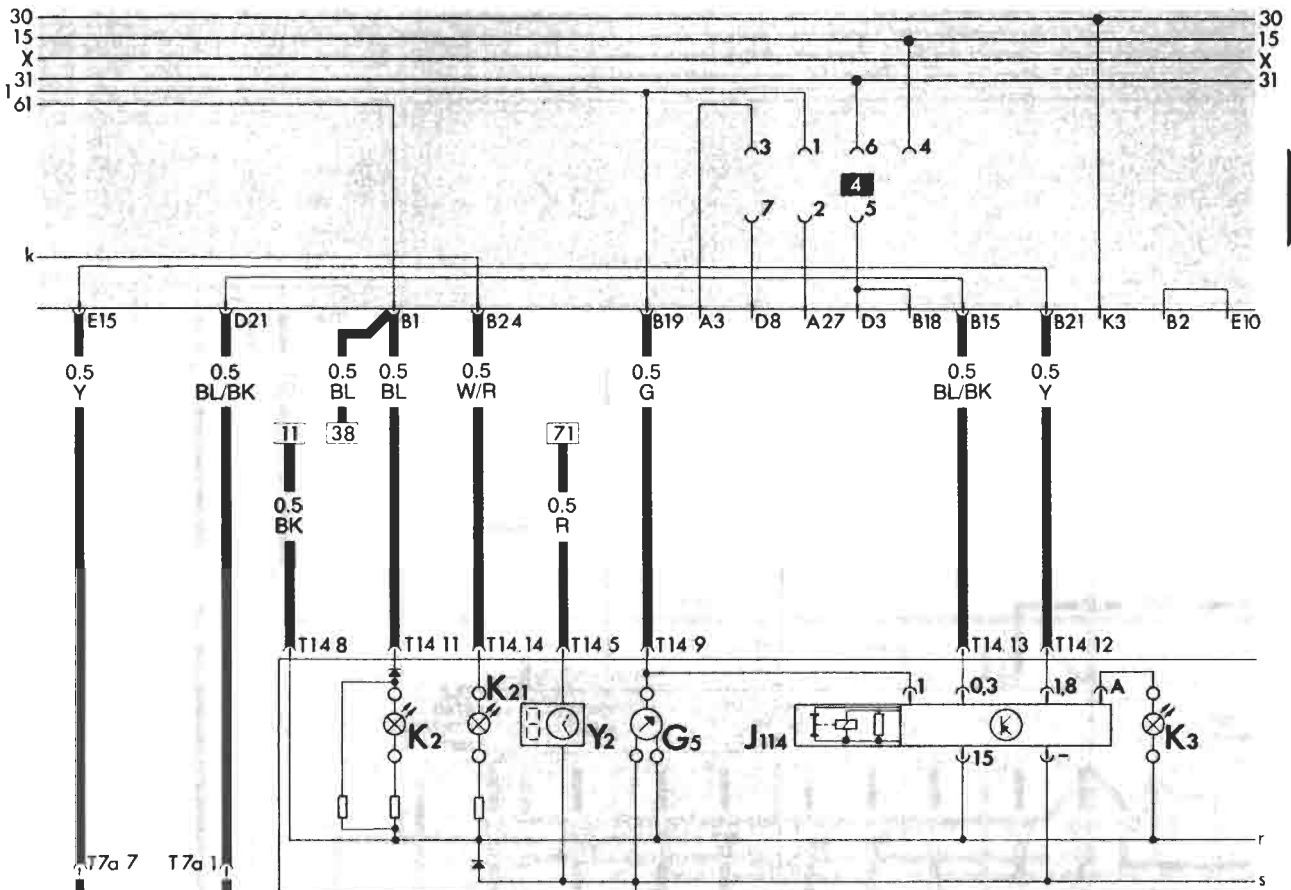 30 30
15 15
X X
31 31
1
61
3 1 6 4
4
7 2 5
k
E15 D21 B1 B24 B19 A3 D8 A27 D3 B18 B15 B21 K3 B2 E10
0.5 0.5 0.5 0.5 0.5 0.5 0.5 0.5
Y BL/BK BL BL W/R G BL/BK Y
11 38 71
0.5 0.5
BK R
T14 8 T14 11 T14 14 T14 5 T14 9 T14 13 T14 12
K21 1 0,3 1,8 A
K2 Y2 G5 J114 K3
15 -
r
T7a 7 T7a 1
s